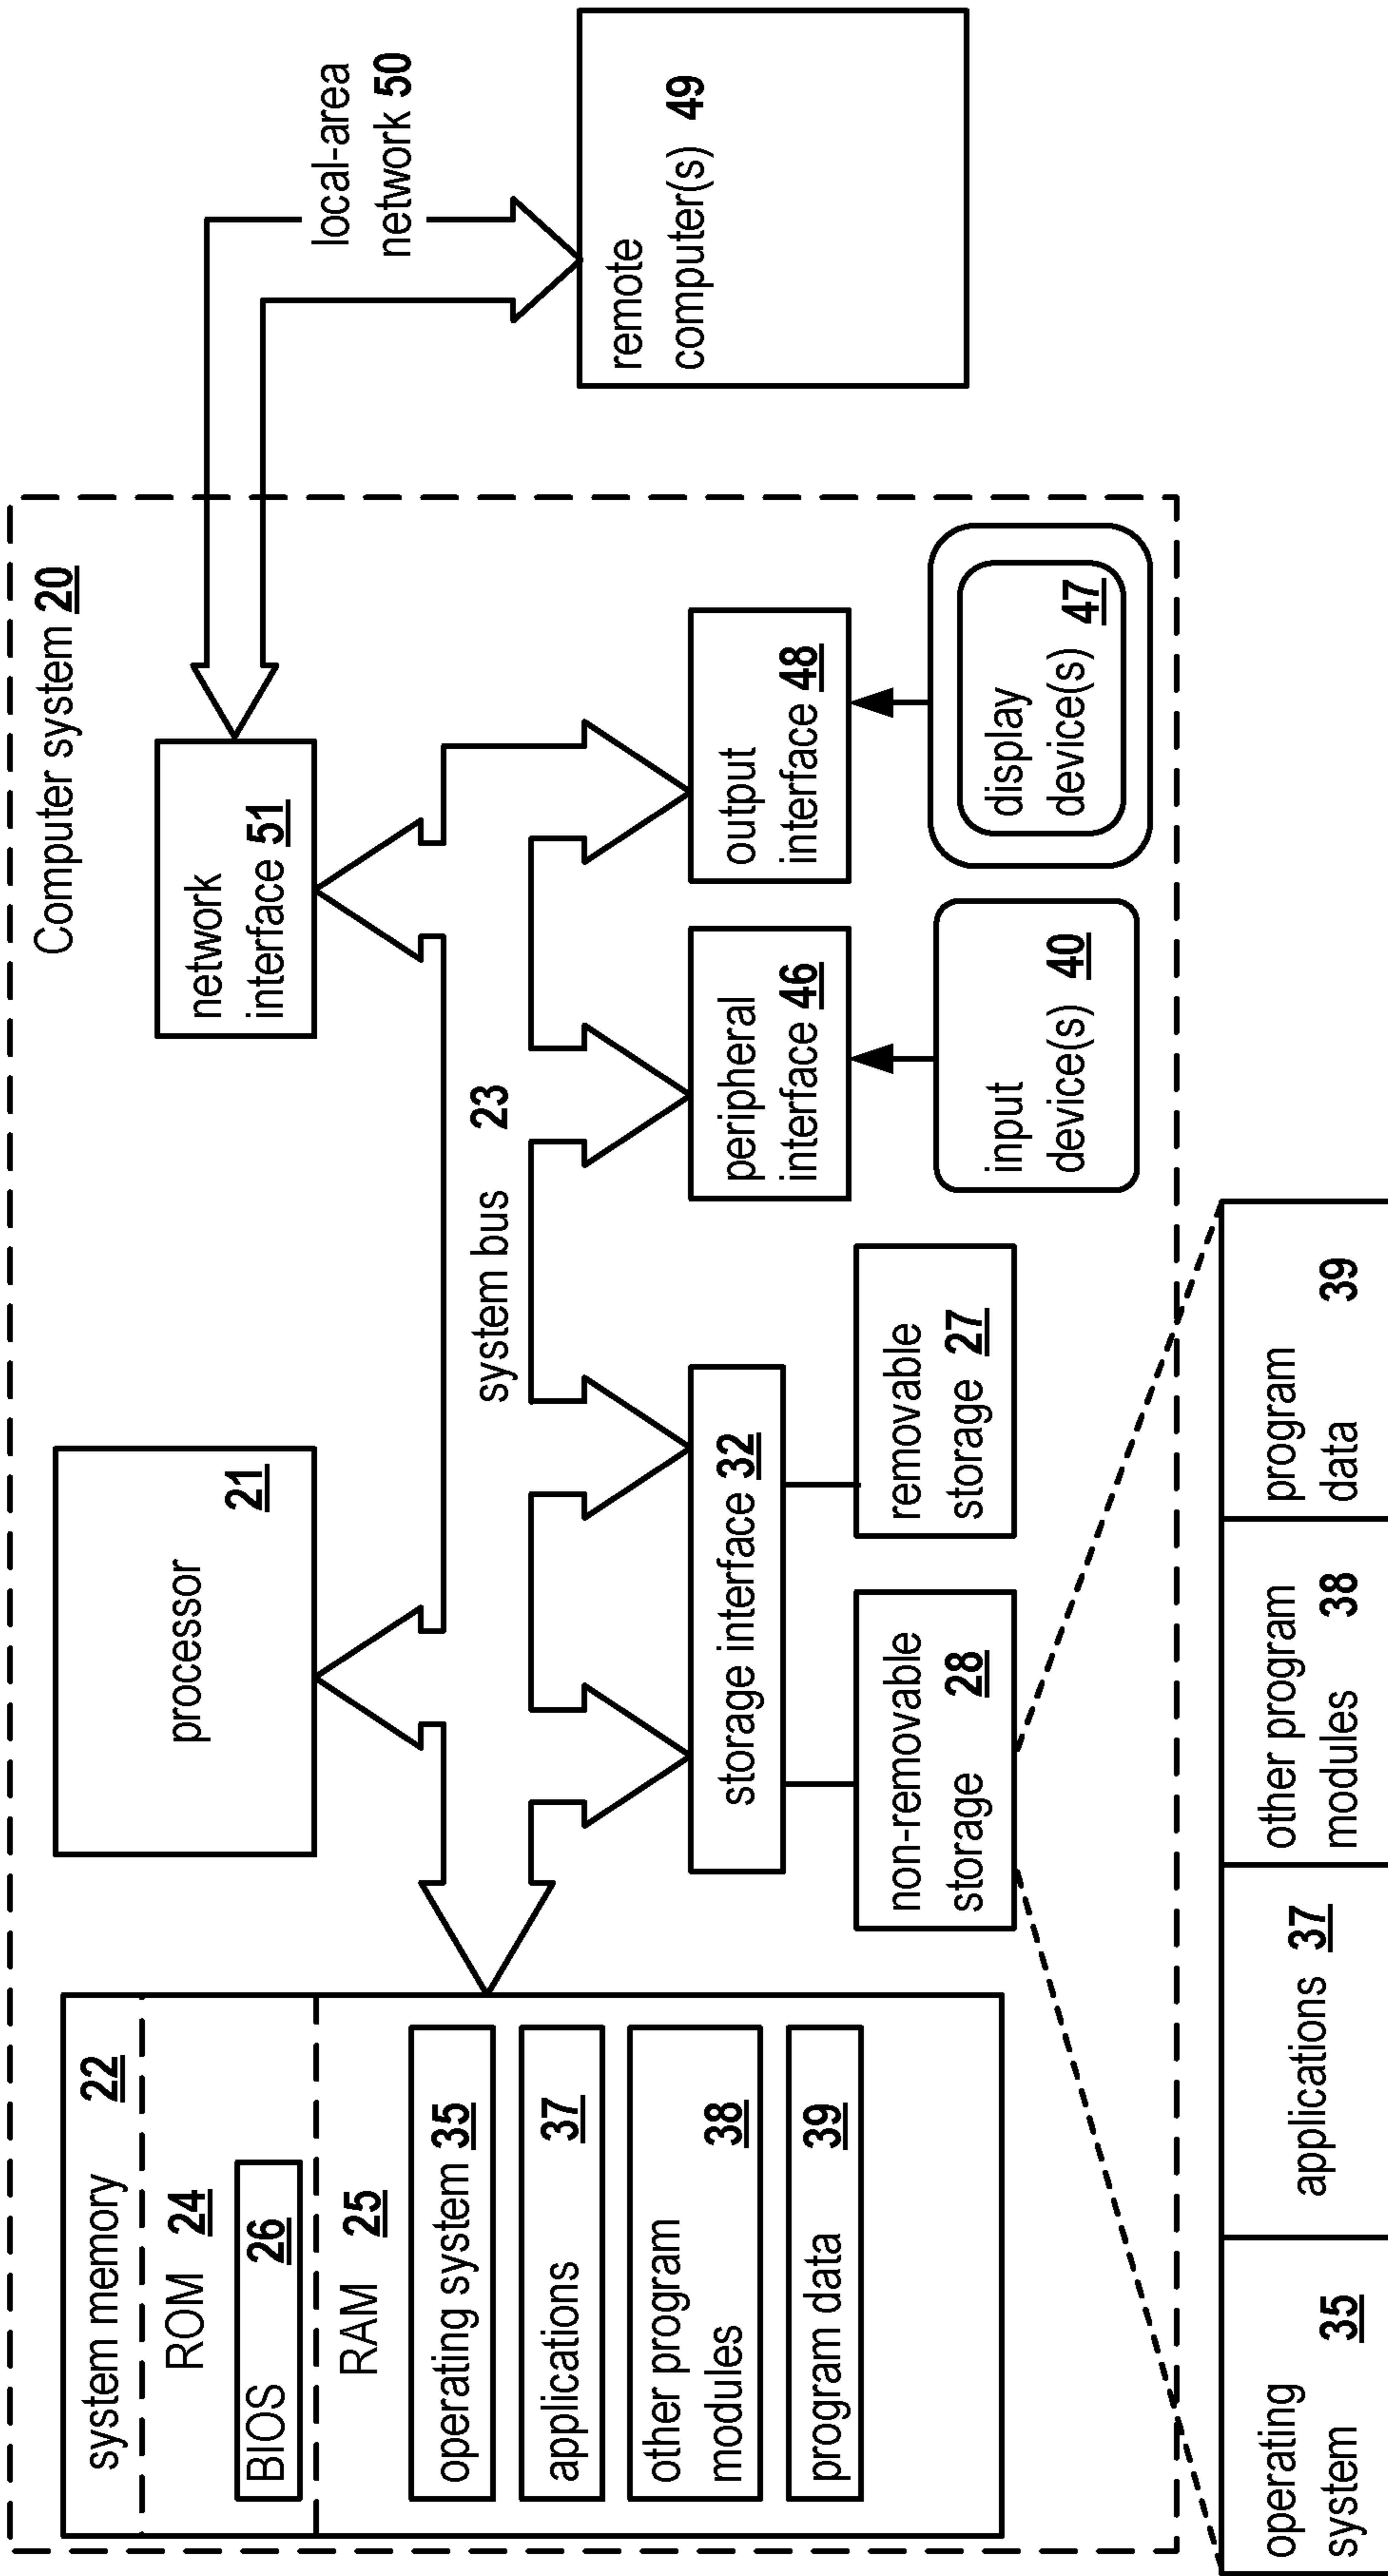 Computer system 20
system memory 22
ROM 24
BIOS 26
RAM 25
operating system 35
applications 37
other program
modules 38
program data 39
processor 21
network
interface 51
local-area
network 50
system bus 23
storage interface 32
peripheral
interface 46
output
interface 48
remote
computer(s) 49
non-removable
storage 28
removable
storage 27
input
device(s) 40
display
device(s) 47
operating
system 35
applications 37
other program
modules 38
program
data 39